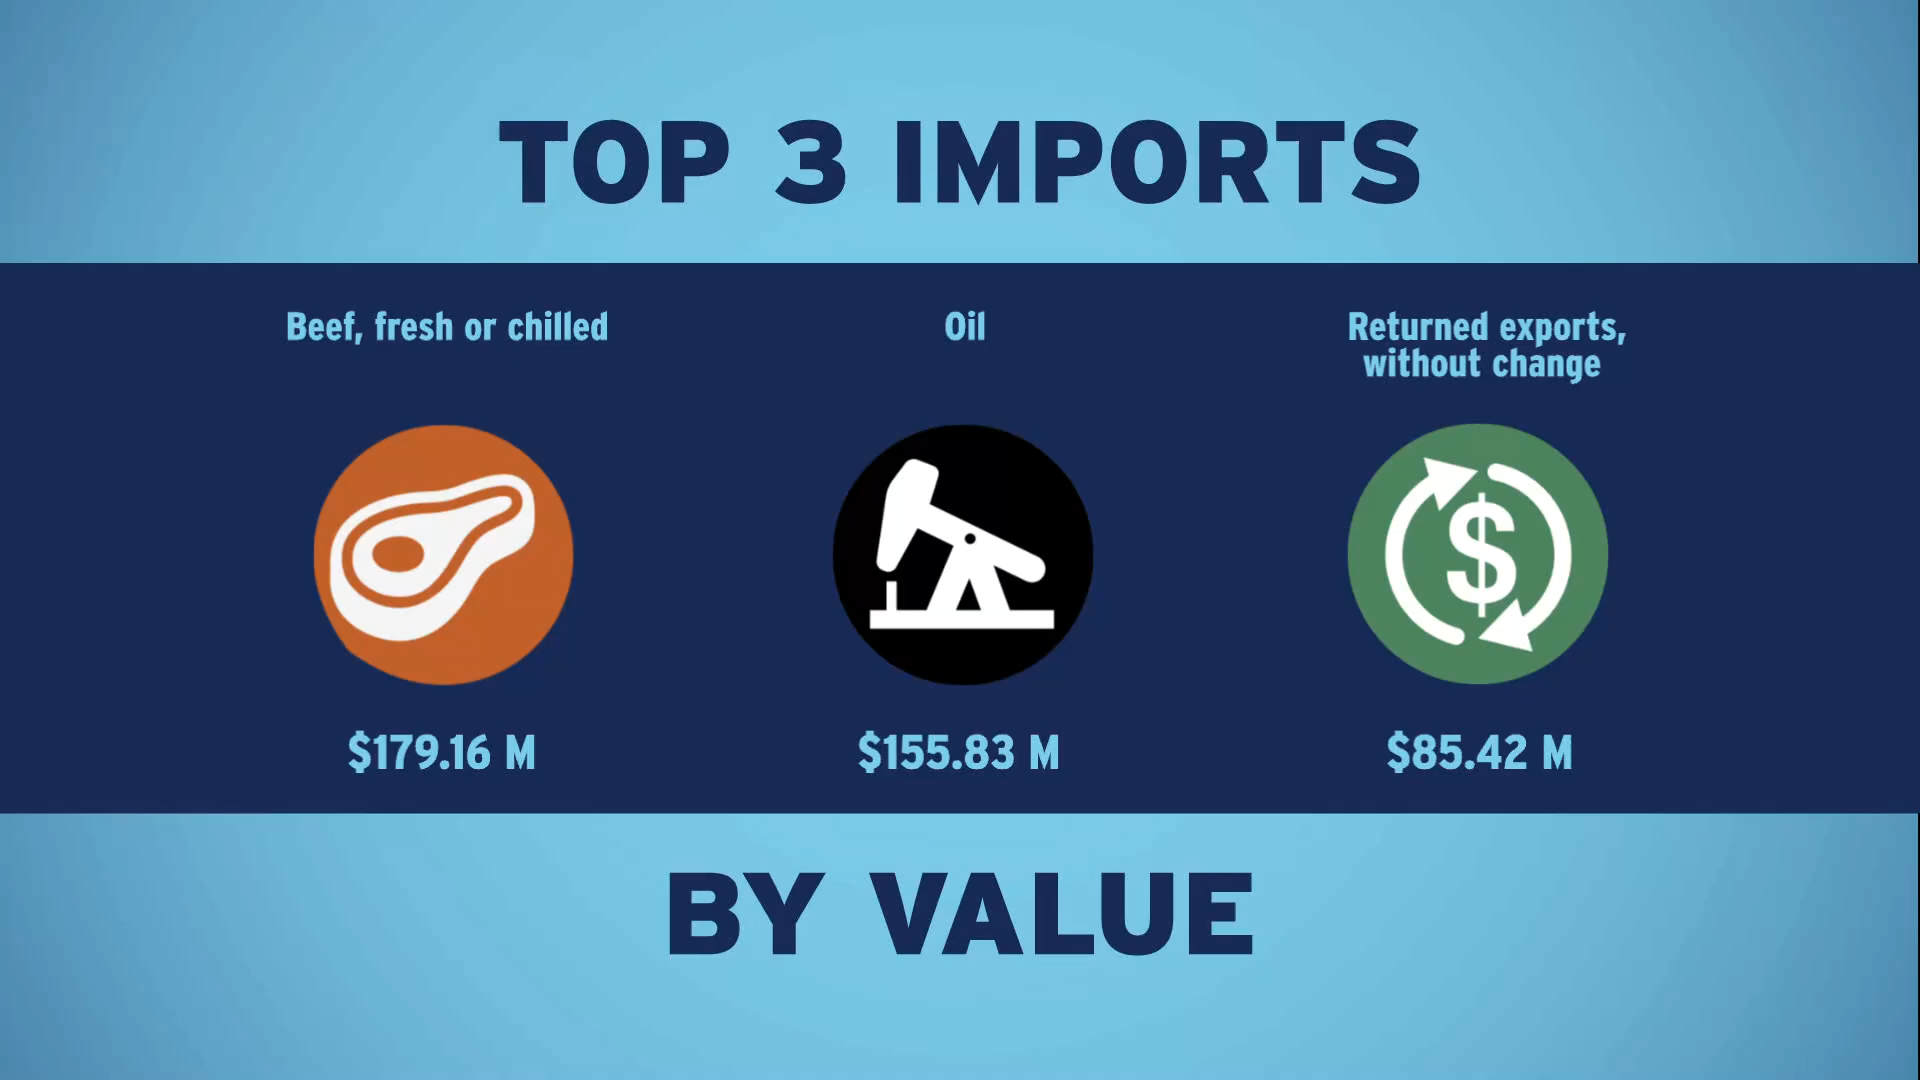 TOP 3 IMPORTS
Beef, fresh or chilled
Oil
Returned exports,
without change
$
$179.16 M
$155.83 M
$85.42 M
BY VALUE